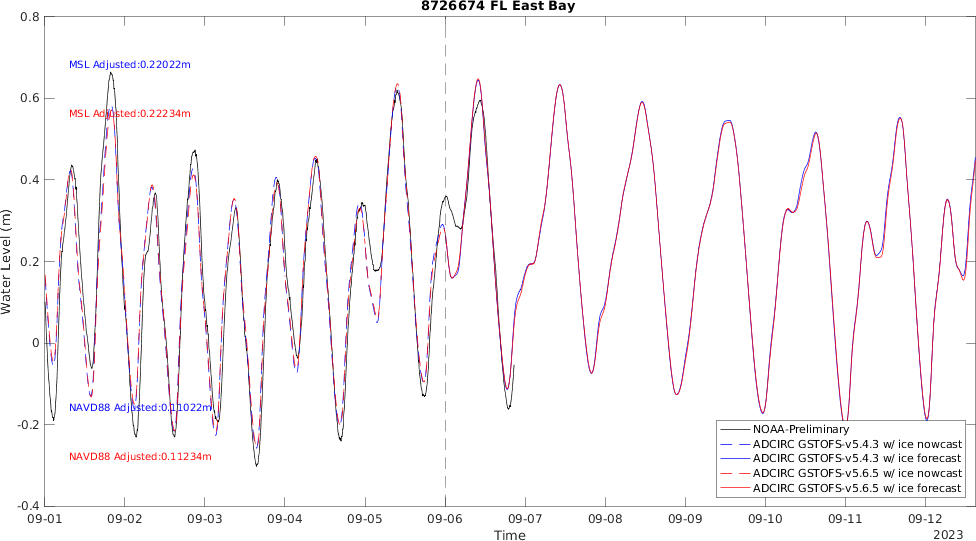 8726674 FL East Bay
0.8
MSL Adjusted:0.22022m
0.6
MSL Adjusted:0.22234m
0.4
Water Level (m)
0.2
0
NAVD88 Adjusted:0.11022m
-0.2
NOAA-Preliminary
ADCIRC GSTOFS-v5.4.3 w/ ice nowcast
NAVD88 Adjusted:0.11234m
ADCIRC GSTOFS-v5.4.3 w/ ice forecast
ADCIRC GSTOFS-v5.6.5 w/ ice nowcast
ADCIRC GSTOFS-v5.6.5 w/ ice forecast
-0.4
09-01 09-02 09-03 09-04 09-05 09-06 09-07 09-08 09-09 09-10 09-11 09-12
Time
2023